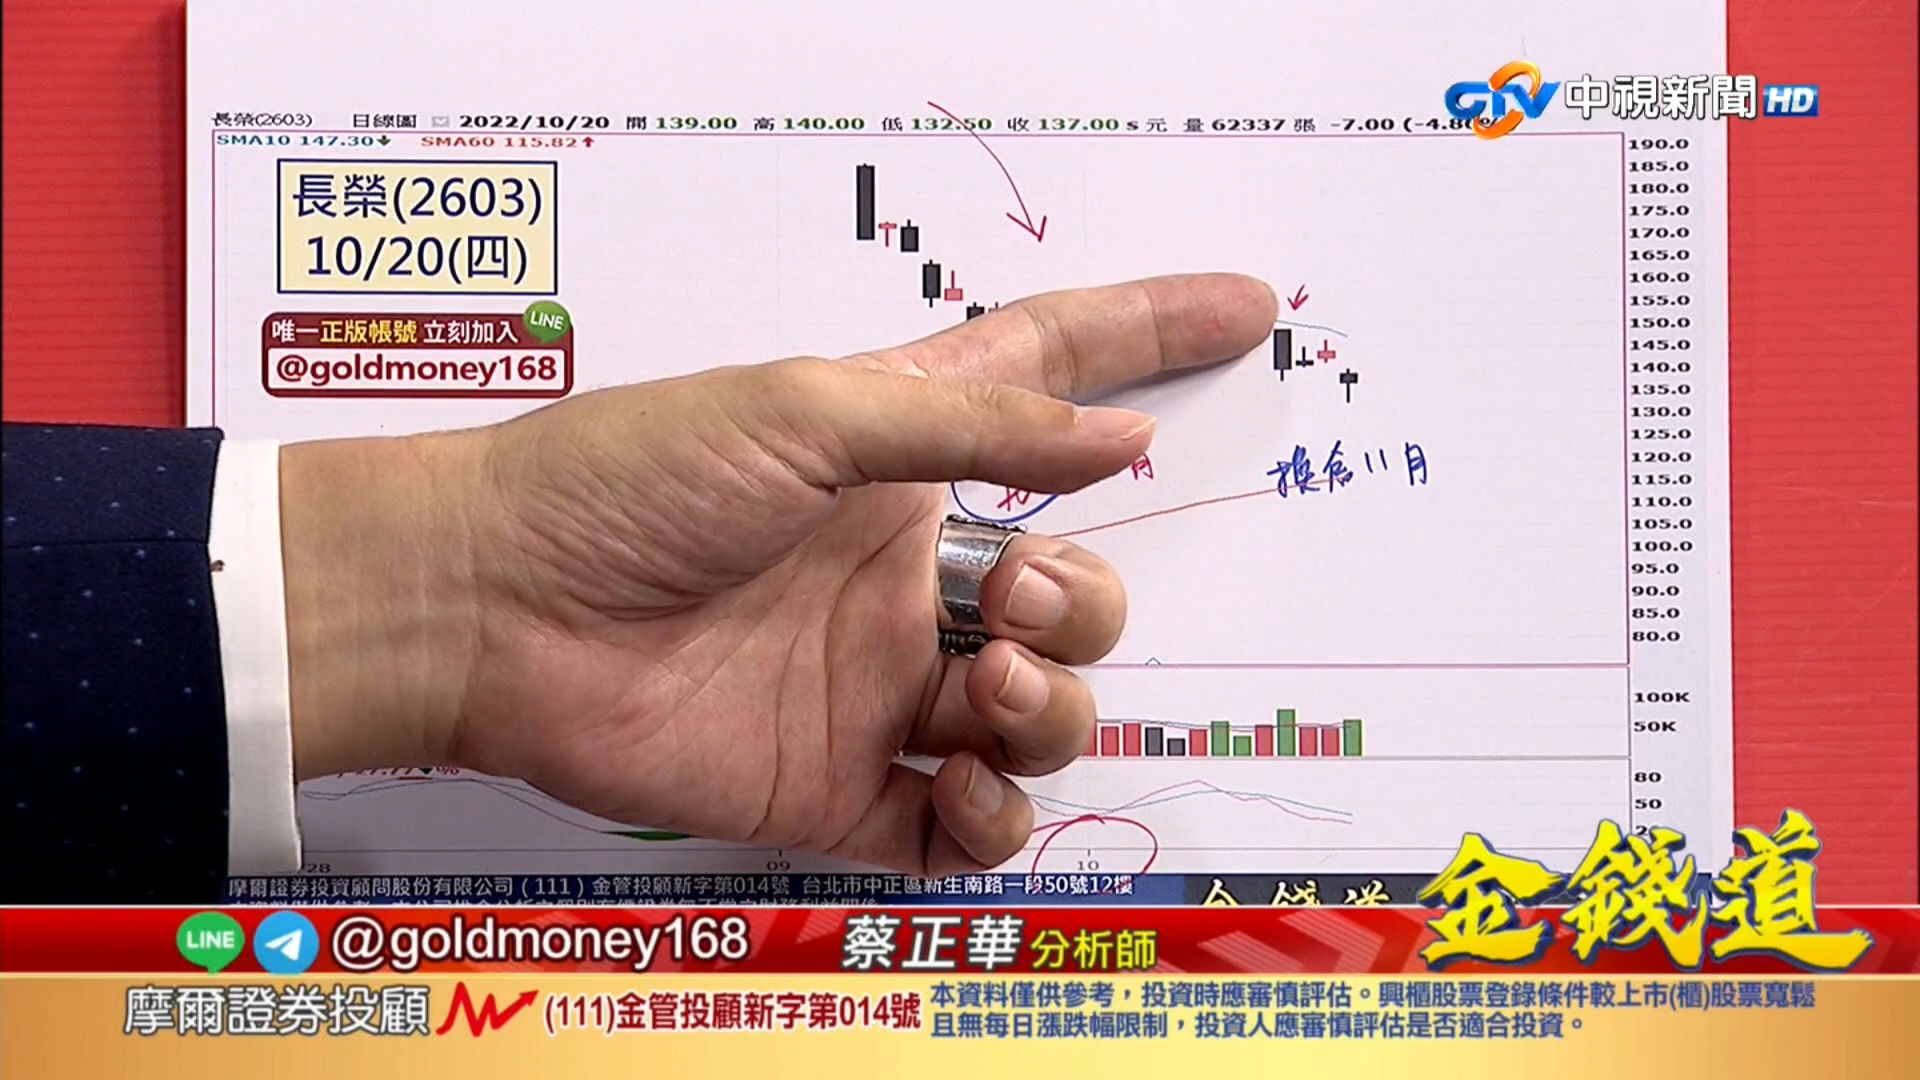 CTV 中視新聞 HD
長榮(2603) 日線圖 2022/10/20 開 139.00 高 140.00 低 132.50 收 137.00 s 元 量 62337 張 -7.00 (-4.86%
SMA10 147.30↓ SMA60 115.82↑
長榮(2603)
10/20(四)
唯一正版帳號 立刻加入 LINE
@goldmoney168
190.0
185.0
180.0
175.0
170.0
165.0
160.0
155.0
150.0
145.0
140.0
135.0
130.0
125.0
120.0
115.0
110.0
105.0
100.0
95.0
90.0
85.0
80.0
月
換倉11月
100K
50K
80
50
09
10
摩爾證券投資顧問股份有限公司(111)金管投顧新字第014號 台北市中正區新生南路一段50號12樓
金錢道
LINE @goldmoney168 蔡正華 分析師
摩爾證券投顧 (111)金管投顧新字第014號
本資料僅供參考，投資時應審慎評估。興櫃股票登錄條件較上市(櫃)股票寬鬆
且無每日漲跌幅限制，投資人應審慎評估是否適合投資。